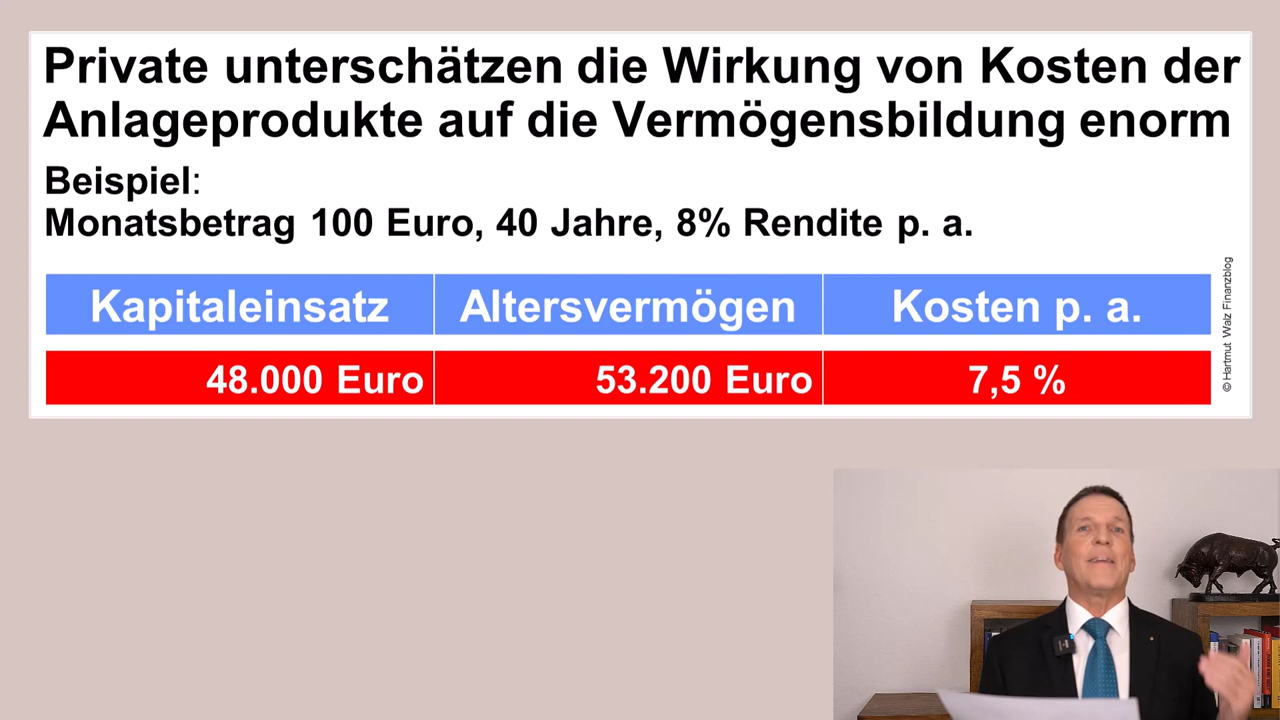 Private unterschätzen die Wirkung von Kosten der
Anlageprodukte auf die Vermögensbildung enorm
Beispiel:
Monatsbetrag 100 Euro, 40 Jahre, 8% Rendite p. a.
Kapitaleinsatz Altersvermögen Kosten p. a.
48.000 Euro 53.200 Euro 7,5 %
© Hartmut Walz Finanzblog